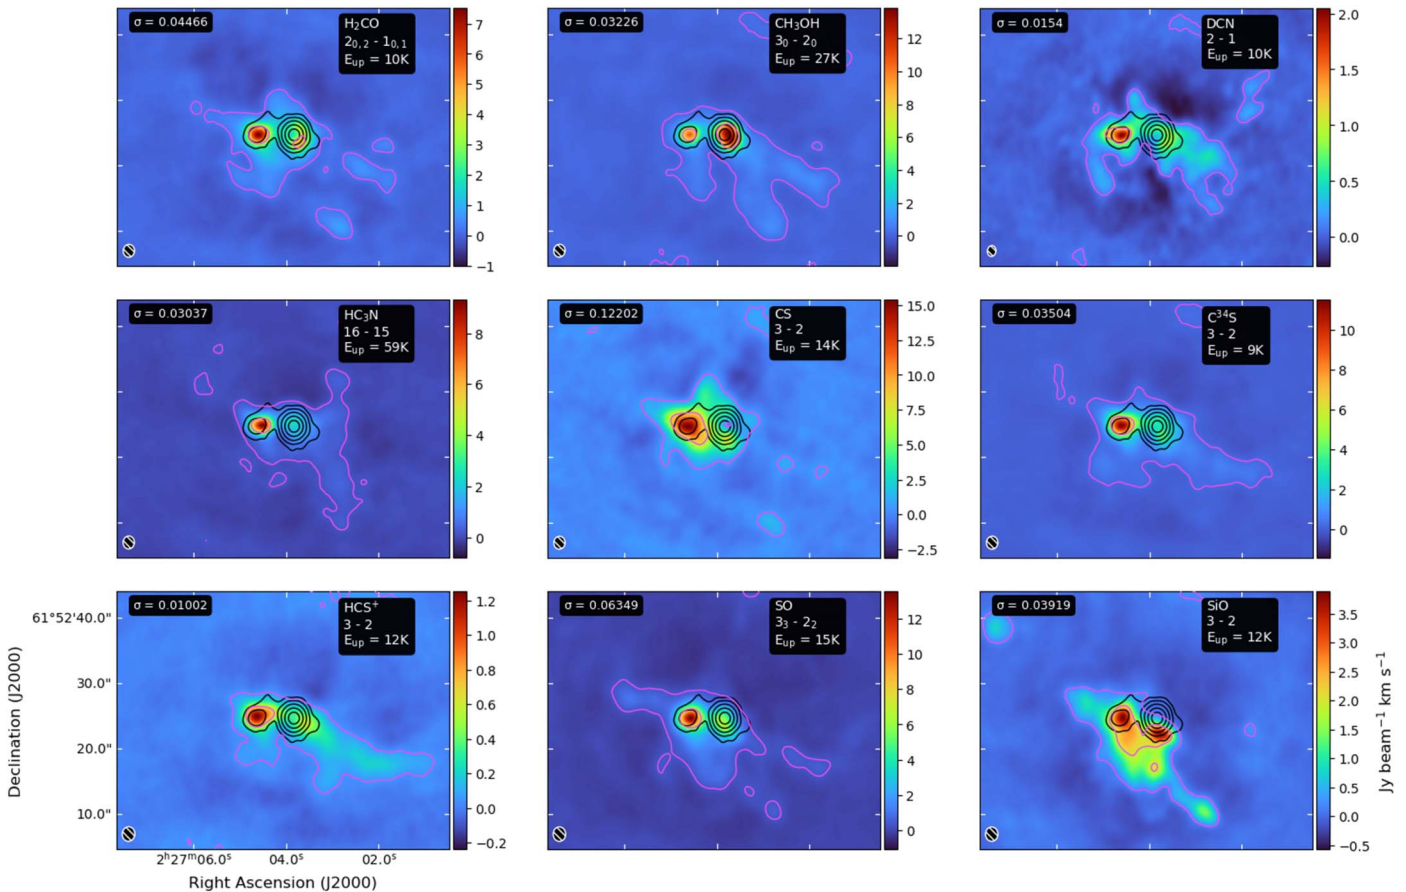 σ = 0.04466
H₂CO
2₀,₂ - 1₀,₁
Eᵤₚ = 10K
7
6
5
4
3
2
1
0
−1
σ = 0.03226
CH₃OH
3₀ - 2₀
Eᵤₚ = 27K
12
10
8
6
4
2
0
σ = 0.0154
DCN
2 - 1
Eᵤₚ = 10K
2.0
1.5
1.0
0.5
0.0
σ = 0.03037
HC₃N
16 - 15
Eᵤₚ = 59K
8
6
4
2
0
σ = 0.12202
CS
3 - 2
Eᵤₚ = 14K
15.0
12.5
10.0
7.5
5.0
2.5
0.0
−2.5
σ = 0.03504
C³⁴S
3 - 2
Eᵤₚ = 9K
10
8
6
4
2
0
σ = 0.01002
HCS⁺
3 - 2
Eᵤₚ = 12K
1.2
1.0
0.8
0.6
0.4
0.2
0.0
−0.2
σ = 0.06349
SO
3₃ - 2₂
Eᵤₚ = 15K
12
10
8
6
4
2
0
σ = 0.03919
SiO
3 - 2
Eᵤₚ = 12K
3.5
3.0
2.5
2.0
1.5
1.0
0.5
0.0
−0.5
Jy beam⁻¹ km s⁻¹
61°52'40.0"
30.0"
20.0"
10.0"
Declination (J2000)
2ʰ27ᵐ06.0ˢ
04.0ˢ
02.0ˢ
Right Ascension (J2000)